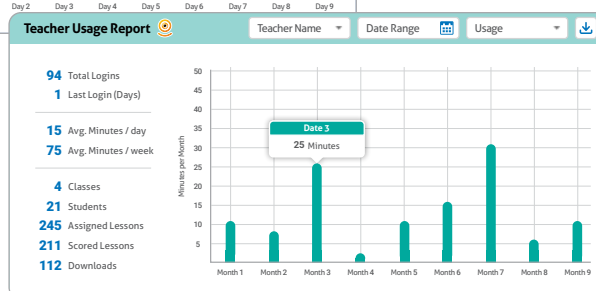 Day 2 Day 3 Day 4 Day 5 Day 6 Day 7 Day 8 Day 9
Teacher Usage Report Teacher Name Date Range Usage
94 Total Logins
1 Last Login (Days)
15 Avg. Minutes / day
75 Avg. Minutes / week
4 Classes
21 Students
245 Assigned Lessons
211 Scored Lessons
112 Downloads
Minutes per Month
50
45
40
35
30
25
20
15
10
5
Date 3
25 Minutes
Month 1 Month 2 Month 3 Month 4 Month 5 Month 6 Month 7 Month 8 Month 9